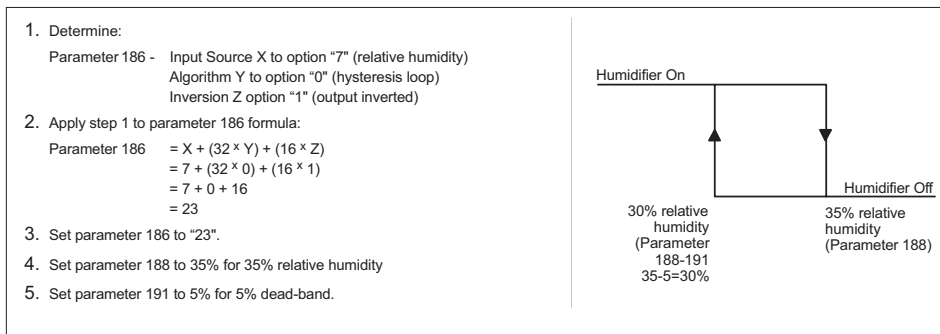 1. Determine:
Parameter 186 - Input Source X to option “7" (relative humidity)
Algorithm Y to option “0" (hysteresis loop)
Inversion Z option “1" (output inverted)
2. Apply step 1 to parameter 186 formula:
Parameter 186 = X + (32 x Y) + (16 x Z)
= 7 + (32 x 0) + (16 x 1)
= 7 + 0 + 16
= 23
3. Set parameter 186 to “23".
4. Set parameter 188 to 35% for 35% relative humidity
5. Set parameter 191 to 5% for 5% dead-band.
Humidifier On
Humidifier Off
30% relative
humidity
(Parameter
188-191
35-5=30%
35% relative
humidity
(Parameter 188)